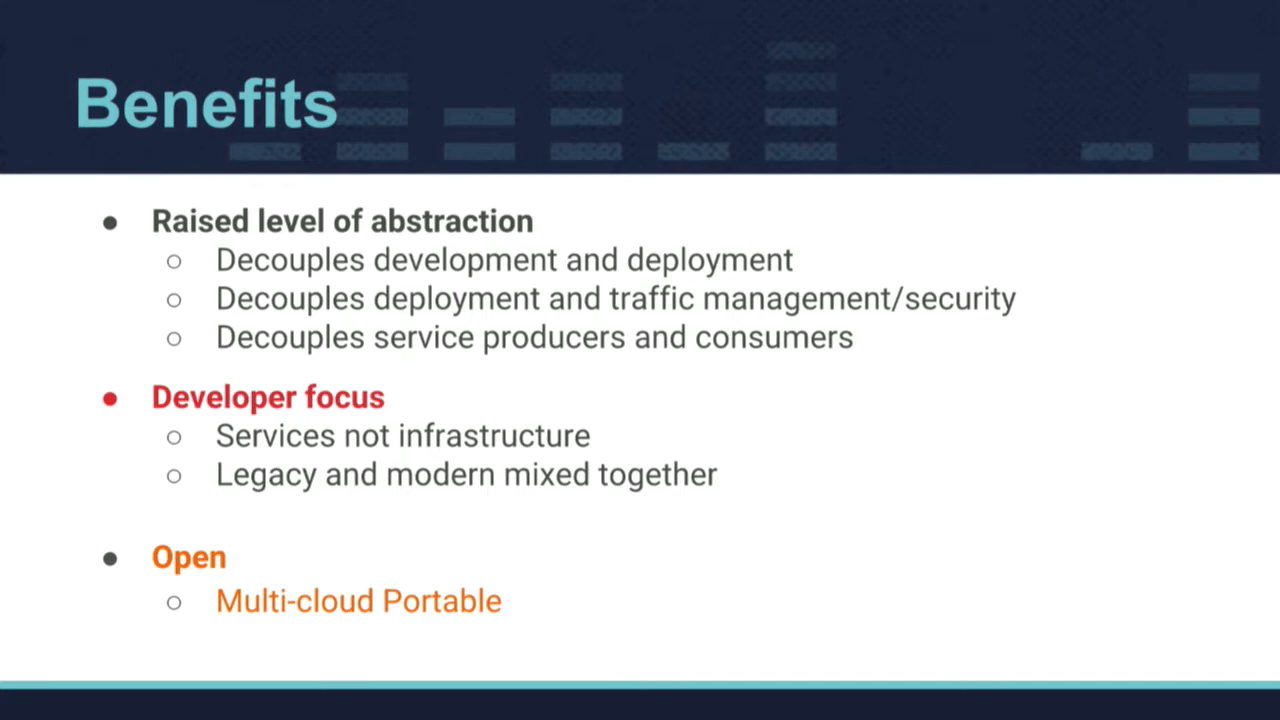 Benefits
● Raised level of abstraction
○ Decouples development and deployment
○ Decouples deployment and traffic management/security
○ Decouples service producers and consumers
● Developer focus
○ Services not infrastructure
○ Legacy and modern mixed together
● Open
○ Multi-cloud Portable